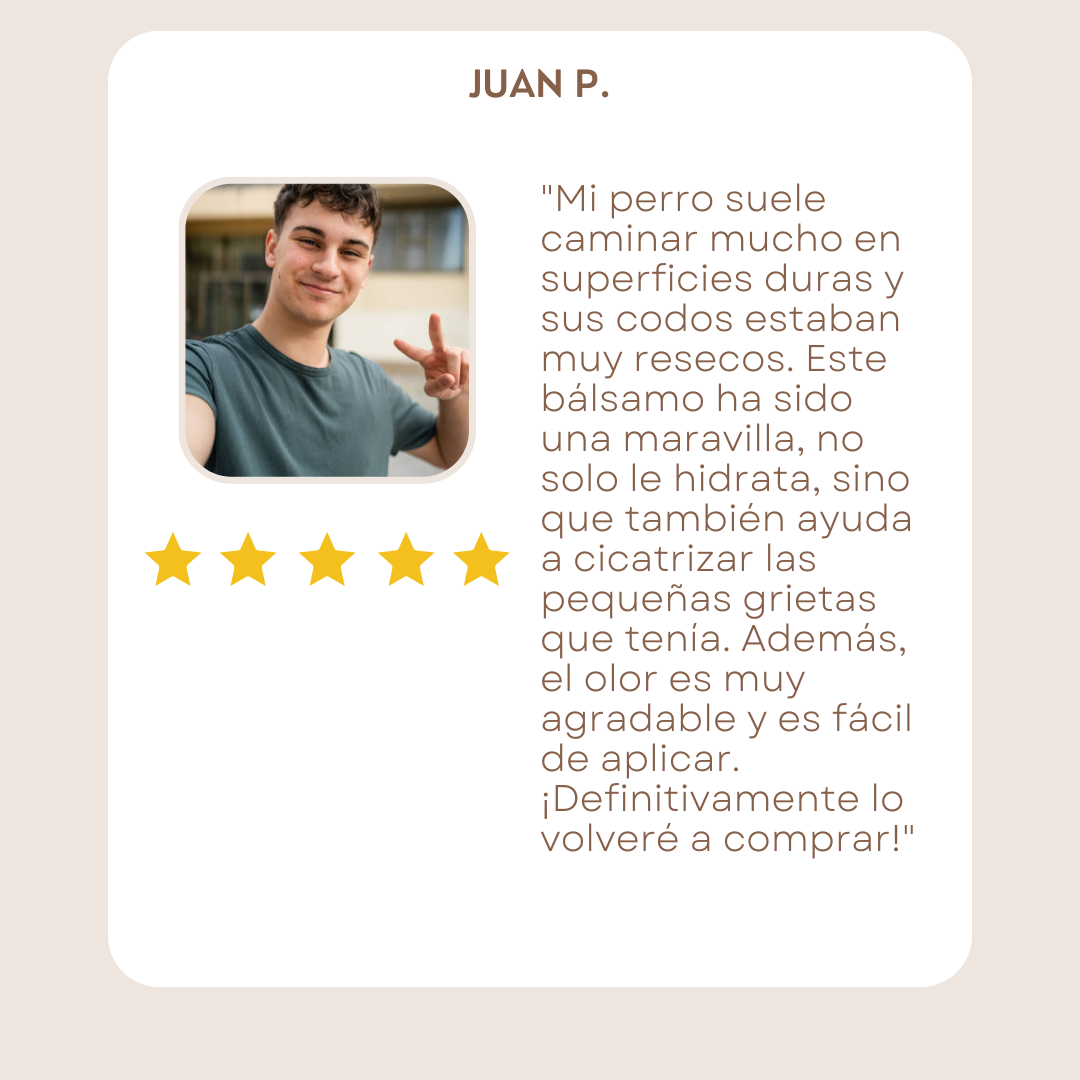 JUAN P.
"Mi perro suele
caminar mucho en
superficies duras y
sus codos estaban
muy resecos. Este
bálsamo ha sido
una maravilla, no
solo le hidrata, sino
que también ayuda
a cicatrizar las
pequeñas grietas
que tenía. Además,
el olor es muy
agradable y es fácil
de aplicar.
¡Definitivamente lo
volveré a comprar!"